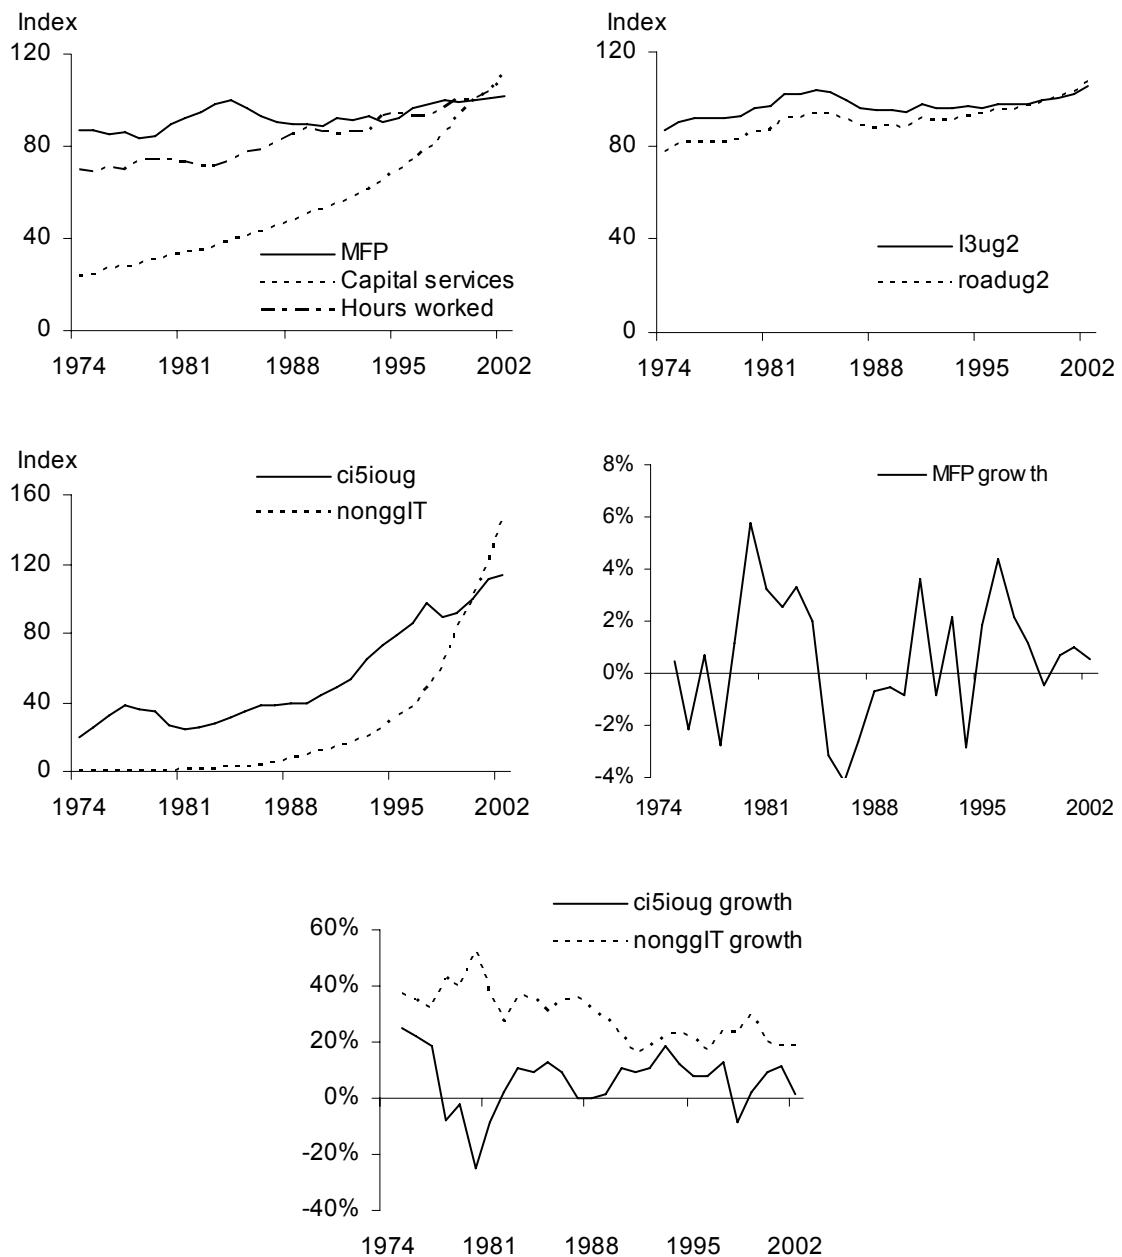 Index
120
80
40
0
MFP
Capital services
Hours worked
1974 1981 1988 1995 2002
Index
120
80
40
0
l3ug2
roadug2
1974 1981 1988 1995 2002
Index
160
120
80
40
0
ci5ioug
nonggIT
1974 1981 1988 1995 2002
8%
6%
4%
2%
0%
-2%
-4%
MFP growth
1974 1981 1988 1995 2002
ci5ioug growth
nonggIT growth
60%
40%
20%
0%
-20%
-40%
1974 1981 1988 1995 2002